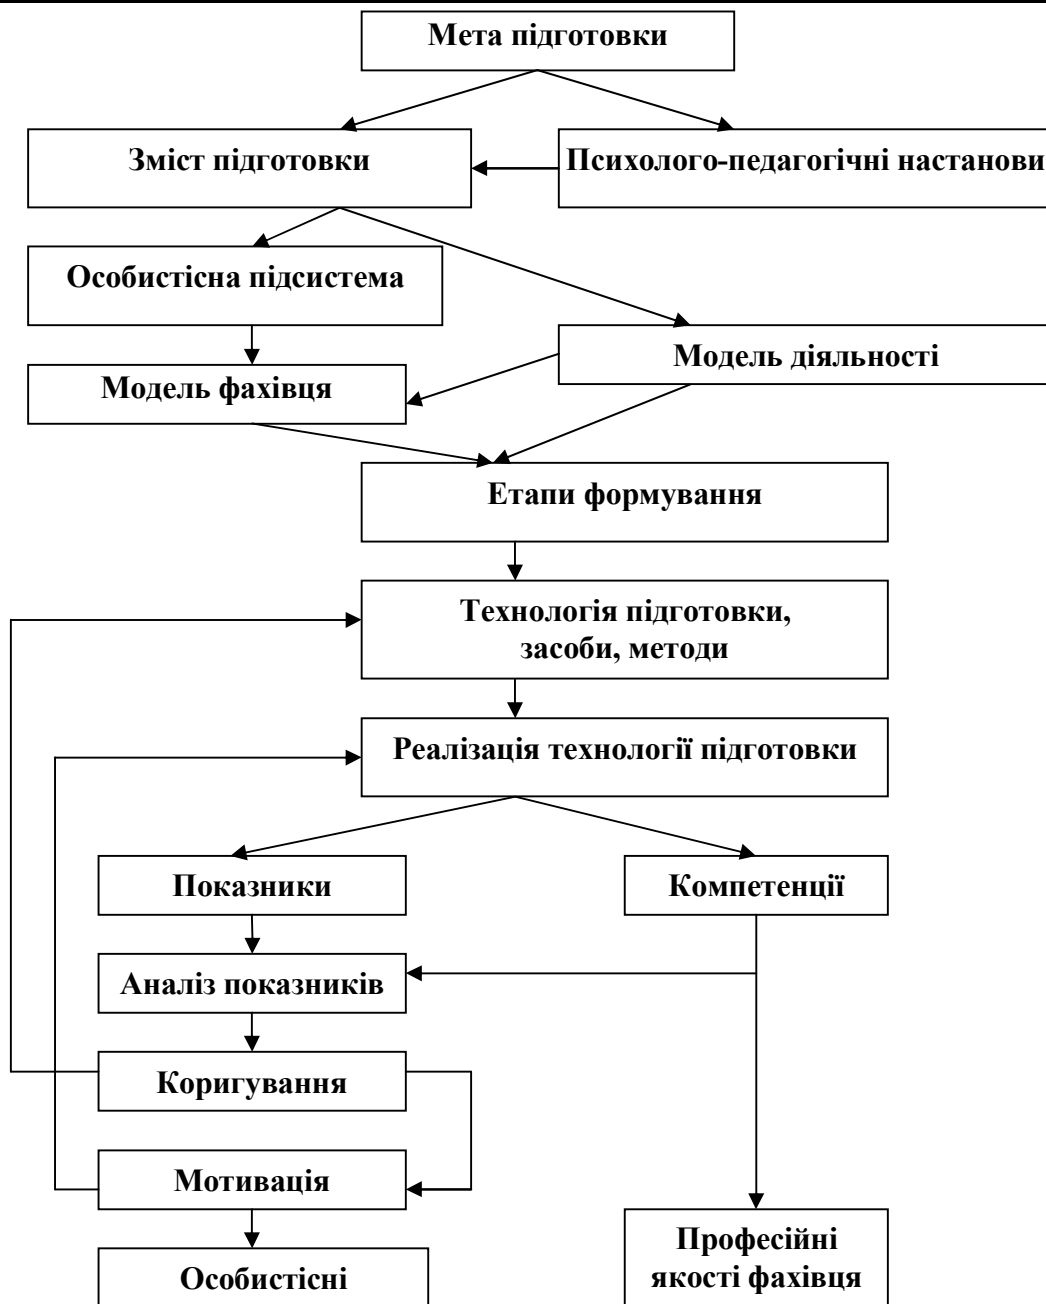 Мета підготовки
Зміст підготовки
Психолого-педагогічні настанови
Особистісна підсистема
Модель діяльності
Модель фахівця
Етапи формування
Технологія підготовки,
засоби, методи
Реалізація технології підготовки
Показники
Компетенції
Аналіз показників
Коригування
Мотивація
Професійні
якості фахівця
Особистісні